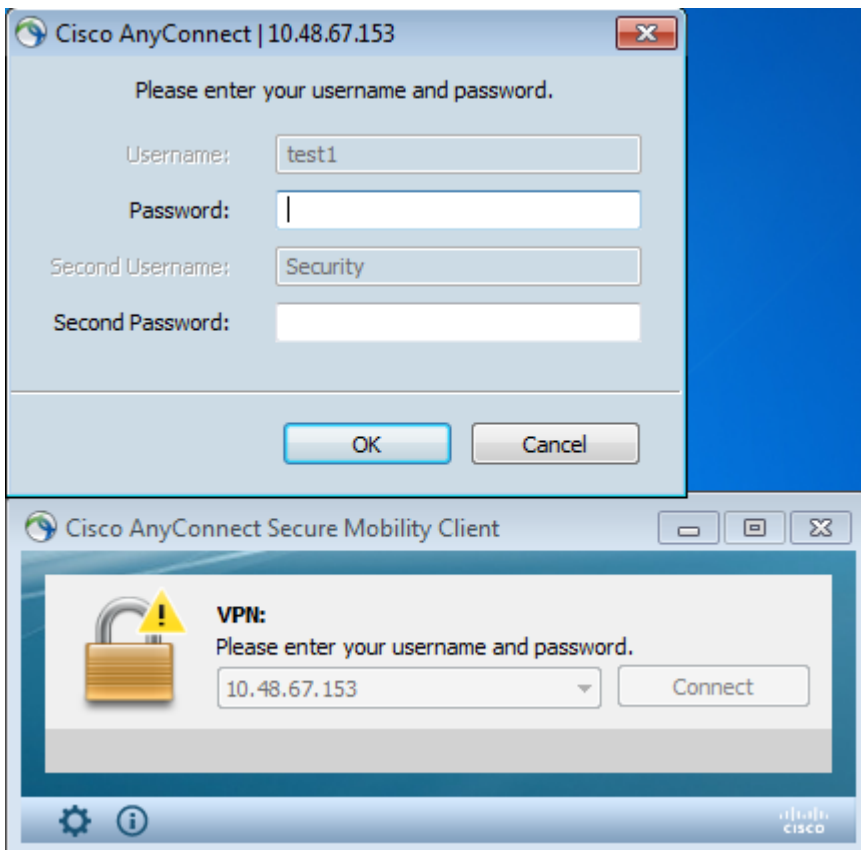 Cisco AnyConnect | 10.48.67.153
Please enter your username and password.
Username: test1
Password:
Second Username: Security
Second Password:
OK Cancel
Cisco AnyConnect Secure Mobility Client
VPN:
Please enter your username and password.
10.48.67.153 Connect
CISCO